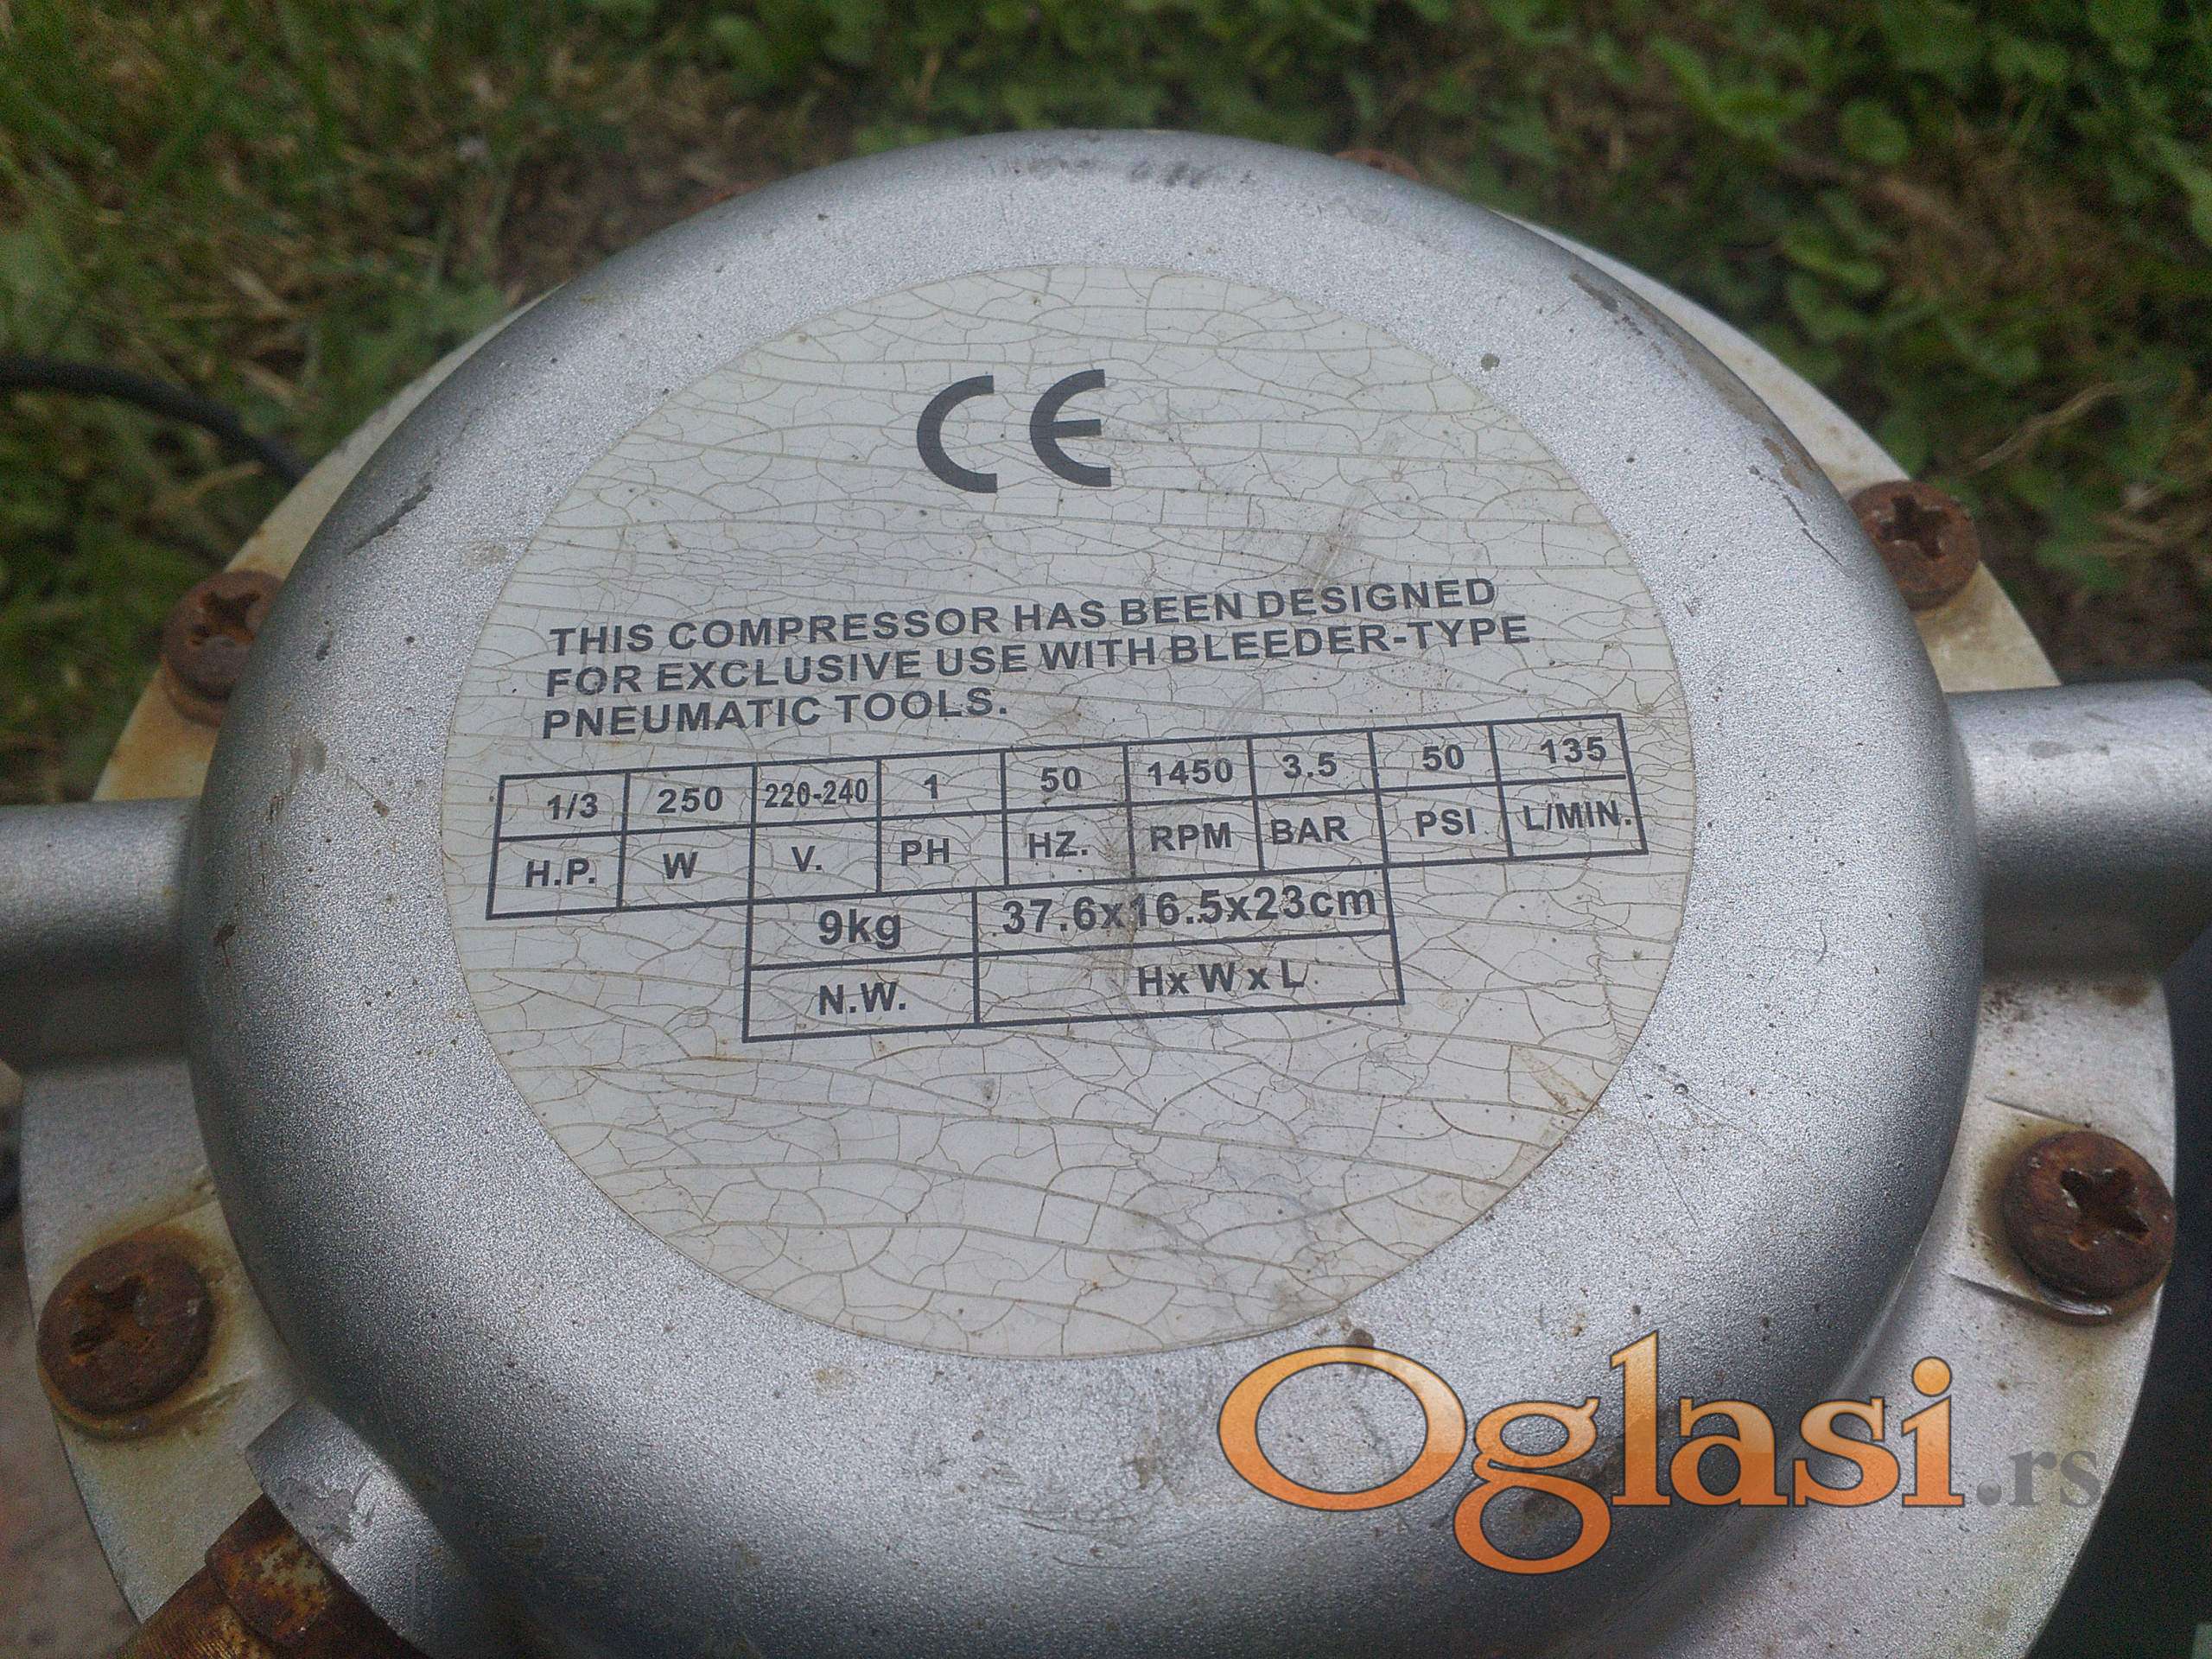 CE
THIS COMPRESSOR HAS BEEN DESIGNED
FOR EXCLUSIVE USE WITH BLEEDER-TYPE
PNEUMATIC TOOLS.
1/3 250 220-240 1 50 1450 3.5 50 135
H.P. W V. PH HZ. RPM BAR PSI L/MIN.
9kg 37.6x16.5x23cm
N.W. HxWxL
Oglasi.rs